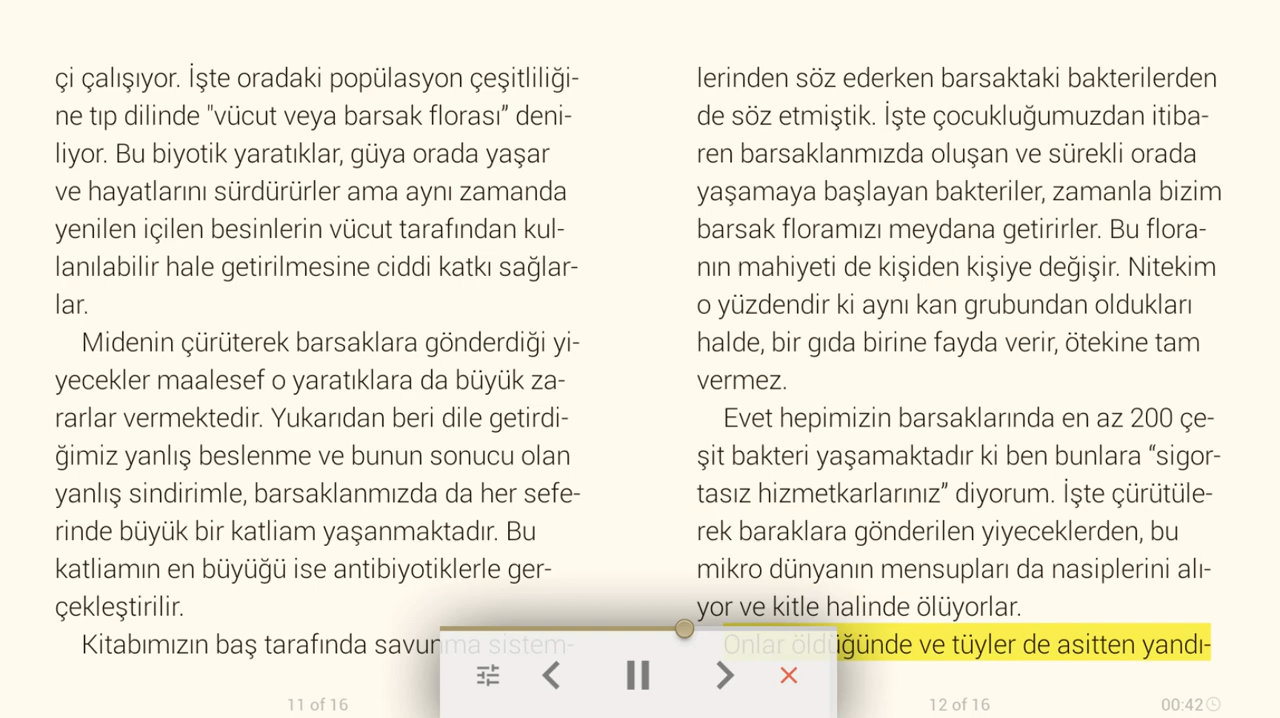 çi çalışıyor. İşte oradaki popülasyon çeşitliliği-
ne tıp dilinde "vücut veya barsak florası” deni-
liyor. Bu biyotik yaratıklar, güya orada yaşar
ve hayatlarını sürdürürler ama aynı zamanda
yenilen içilen besinlerin vücut tarafından kul-
lanılabilir hale getirilmesine ciddi katkı sağlar-
lar.
Midenin çürüterek barsaklara gönderdiği yi-
yecekler maalesef o yaratıklara da büyük za-
rarlar vermektedir. Yukarıdan beri dile getirdi-
ğimiz yanlış beslenme ve bunun sonucu olan
yanlış sindirimle, barsaklanmızda da her sefe-
rinde büyük bir katliam yaşanmaktadır. Bu
katliamın en büyüğü ise antibiyotiklerle ger-
çekleştirilir.
Kitabımızın baş tarafında savunma sistem-
11 of 16
lerinden söz ederken barsaktaki bakterilerden
de söz etmiştik. İşte çocukluğumuzdan itiba-
ren barsaklanmızda oluşan ve sürekli orada
yaşamaya başlayan bakteriler, zamanla bizim
barsak floramızı meydana getirirler. Bu flora-
nın mahiyeti de kişiden kişiye değişir. Nitekim
o yüzdendir ki aynı kan grubundan oldukları
halde, bir gıda birine fayda verir, ötekine tam
vermez.
Evet hepimizin barsaklarında en az 200 çe-
şit bakteri yaşamaktadır ki ben bunlara “sigor-
tasız hizmetkarlarınız” diyorum. İşte çürütüle-
rek baraklara gönderilen yiyeceklerden, bu
mikro dünyanın mensupları da nasiplerini alı-
yor ve kitle halinde ölüyorlar.
Onlar öldüğünde ve tüyler de asitten yandı-
12 of 16
00:42